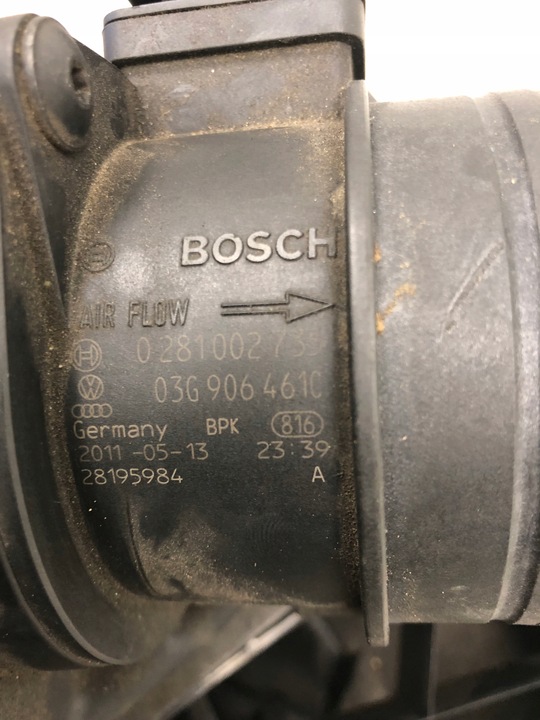 BOSCH
AIR FLOW
0 281 002 735
03G 906 461C
Germany BPK 816
2011-05-13 23:39
28195984 A